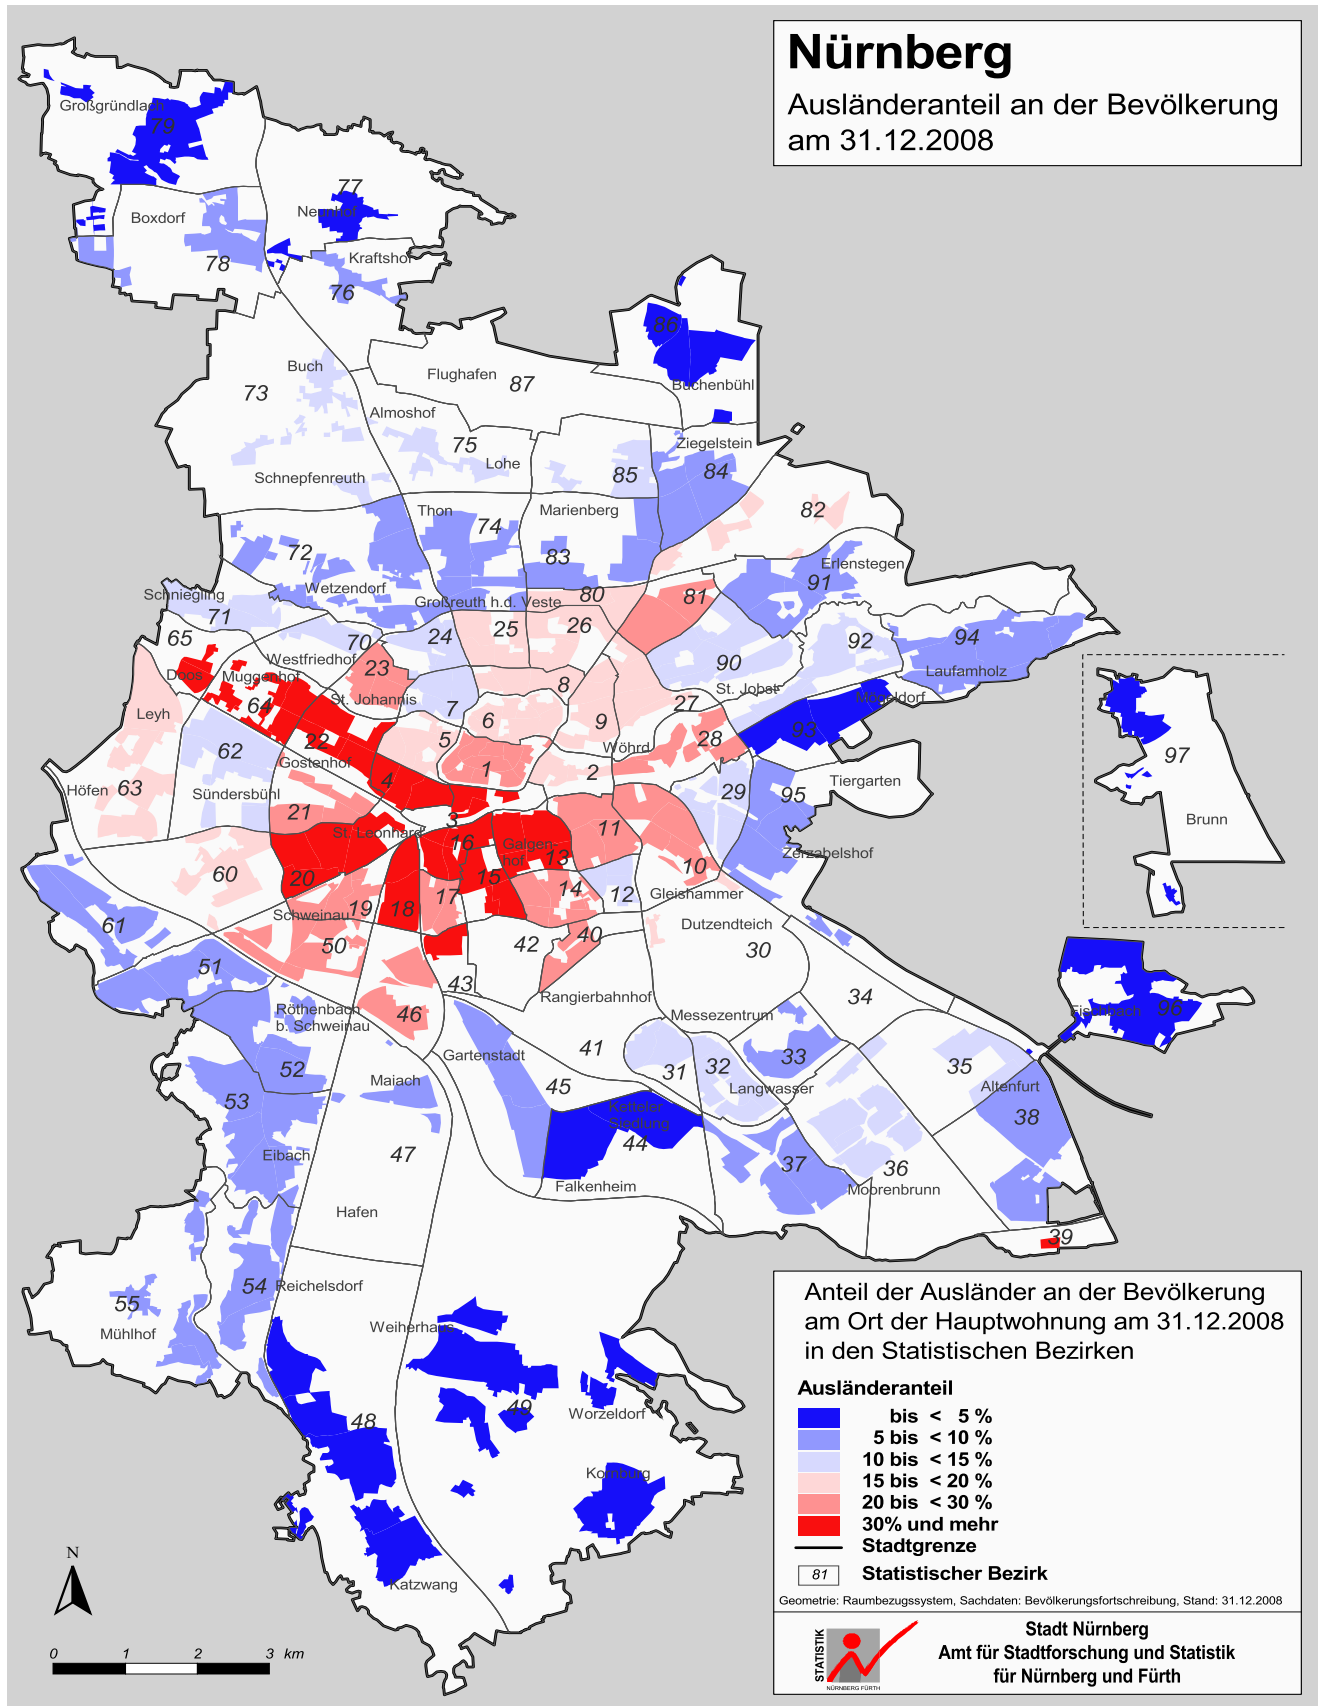 Nürnberg
Ausländeranteil an der Bevölkerung
am 31.12.2008
Großgründlach
79
77
Neunhof
Boxdorf
Kraftshof
78
76
86
Buchenbühl
Buch
Flughafen
87
73
Almoshof
75
Lohe
Ziegelstein
84
85
Schnepfenreuth
Thon
74
Marienberg
82
72
83
Erlenstegen
91
Wetzendorf
Schniegling
71
Großreuth h.d. Veste
80
81
25
26
24
70
65
92
94
Laufamholz
Westfriedhof
23
90
St. Jobst
Doos
Muggenhof
64
St. Johannis
7
8
27
Mögeldorf
93
Leyh
6
9
28
22
5
Wöhrd
62
Gostenhof
1
2
Tiergarten
97
4
Höfen
63
Sündersbühl
29
95
Brunn
21
3
St. Leonhard
16
Galgen-
hof
11
13
Zerzabelshof
60
20
15
14
12
10
Gleishammer
17
19
18
Schweinau
61
50
42
40
Dutzendteich
30
51
43
34
Rangierbahnhof
Röthenbach
b. Schweinau
46
Messezentrum
Fischbach
96
Gartenstadt
41
33
52
31
32
35
Maiach
45
Langwasser
Altenfurt
53
Ketteler
Siedlung
44
38
Eibach
47
37
36
Falkenheim
Moorenbrunn
Hafen
39
54
Reichelsdorf
55
Mühlhof
Weiherhaus
48
49
Worzeldorf
Kornburg
Katzwang
N
0 1 2 3 km
Anteil der Ausländer an der Bevölkerung
am Ort der Hauptwohnung am 31.12.2008
in den Statistischen Bezirken
Ausländeranteil
bis < 5 %
5 bis < 10 %
10 bis < 15 %
15 bis < 20 %
20 bis < 30 %
30% und mehr
Stadtgrenze
81 Statistischer Bezirk
Geometrie: Raumbezugssystem, Sachdaten: Bevölkerungsfortschreibung, Stand: 31.12.2008
STATISTIK
NÜRNBERG FÜRTH
Stadt Nürnberg
Amt für Stadtforschung und Statistik
für Nürnberg und Fürth